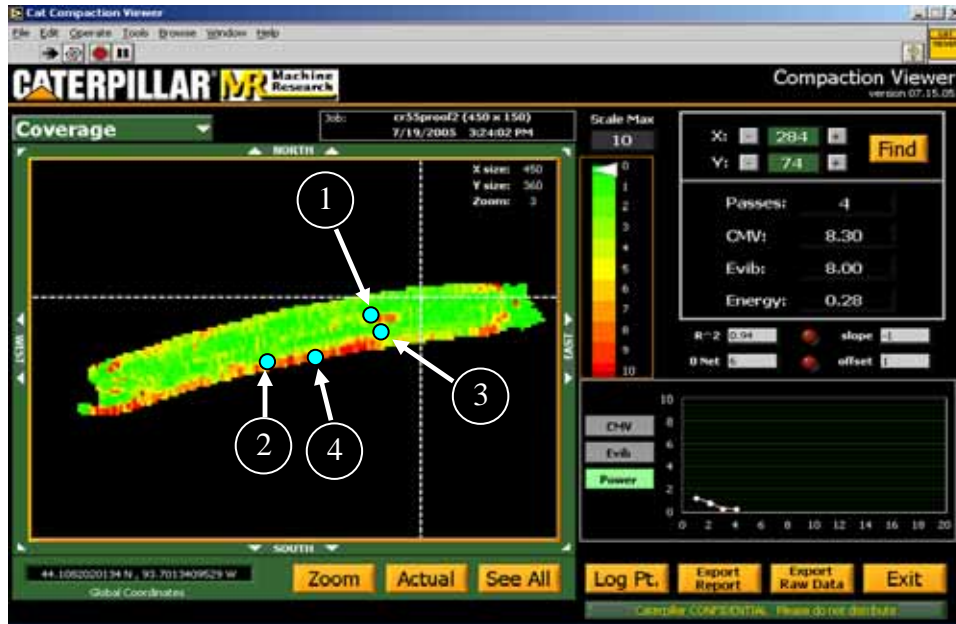 Cat Compaction Viewer
File Edit Operate Tools Browse Window Help
CATERPILLAR MR Machine Research
Compaction Viewer
version 07.15.05
Coverage
Job: cr55proof2 (450 x 150)
7/19/2005 3:24:02 PM
NORTH
X size: 450
Y size: 360
Zoom: 3
WEST
EAST
SOUTH
1
2
3
4
44.1082020134 N , 93.7013409529 W
Global Coordinates
Zoom Actual See All
Scale Max
10
0
1
2
3
4
5
6
7
8
9
10
X: - 284 +
Y: - 74 +
Find
Passes: 4
CMV: 8.30
Evib: 8.00
Energy: 0.28
R^2 0.94 slope -1
0 Net 6 offset 1
CMV
Evib
Power
10
8
6
4
2
0
0 2 4 6 8 10 12 14 16 18 20
Log Pt. Export Report Export Raw Data Exit
Caterpillar CONFIDENTIAL Please do not distribute